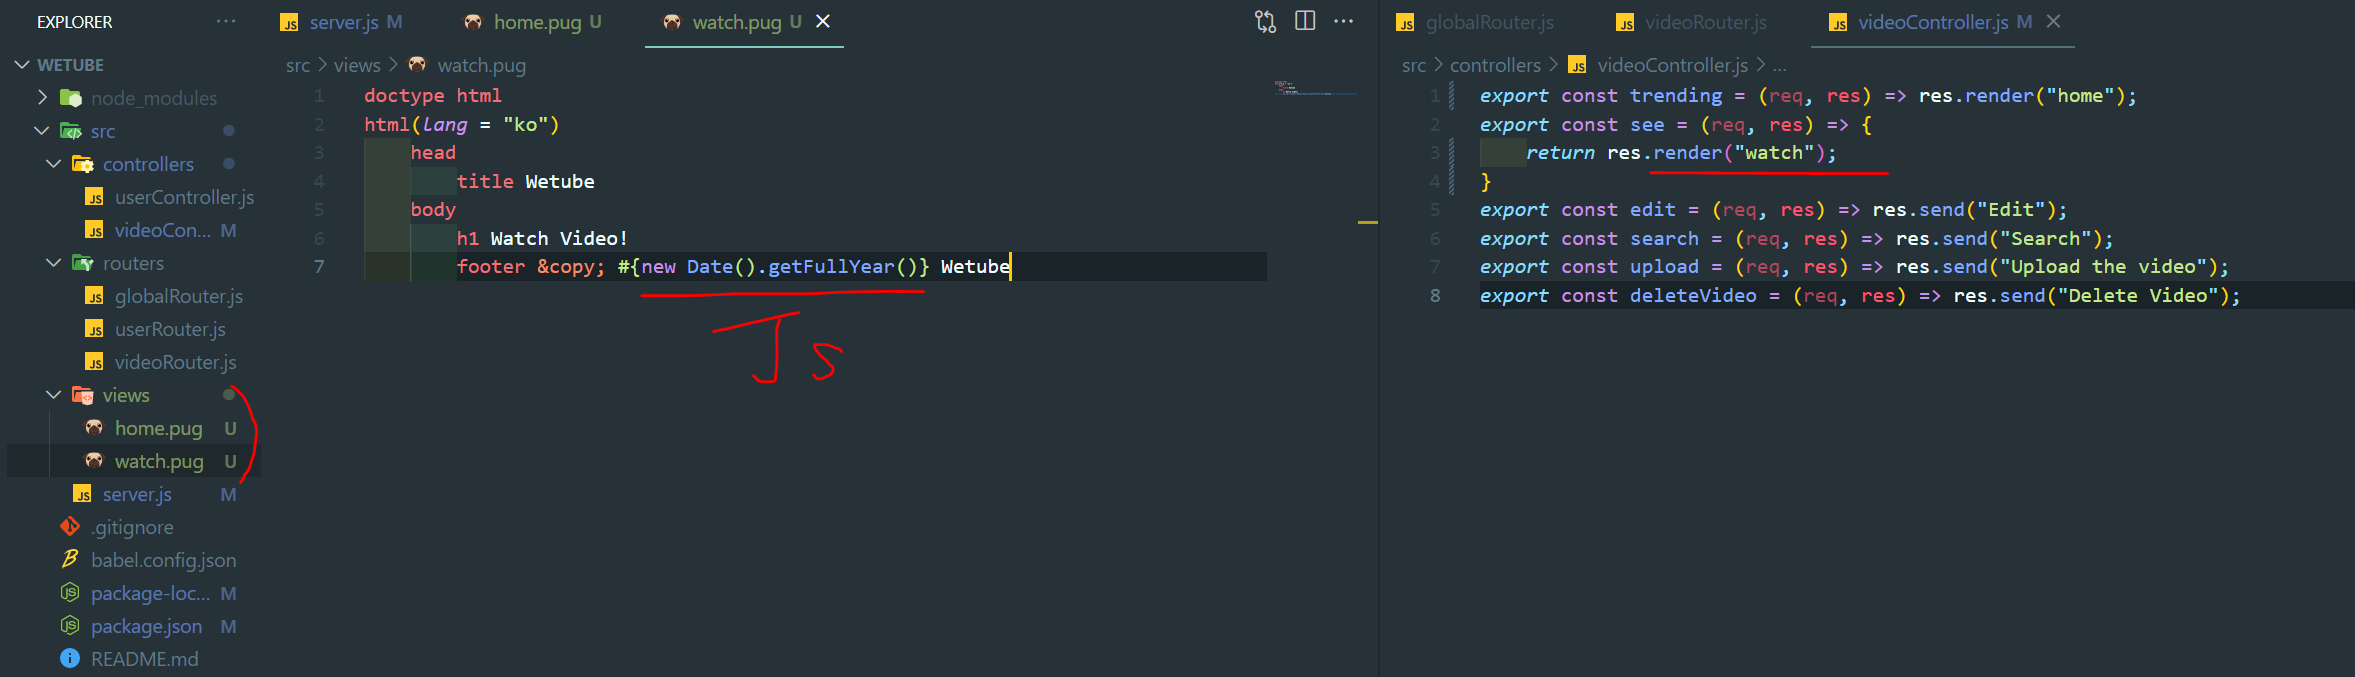 EXPLORER ...
WETUBE
node_modules
src
controllers
userController.js
videoCon... M
routers
globalRouter.js
userRouter.js
videoRouter.js
views
home.pug U
watch.pug U
server.js M
.gitignore
babel.config.json
package-loc... M
package.json M
README.md
JS server.js M home.pug U watch.pug U
src > views > watch.pug
1 doctype html
2 html(lang = "ko")
3 head
4 title Wetube
5 body
6 h1 Watch Video!
7 footer &copy; #{new Date().getFullYear()} Wetube
Js
JS globalRouter.js JS videoRouter.js JS videoController.js M
src > controllers > JS videoController.js > ...
1 export const trending = (req, res) => res.render("home");
2 export const see = (req, res) => {
3 return res.render("watch");
4 }
5 export const edit = (req, res) => res.send("Edit");
6 export const search = (req, res) => res.send("Search");
7 export const upload = (req, res) => res.send("Upload the video");
8 export const deleteVideo = (req, res) => res.send("Delete Video");